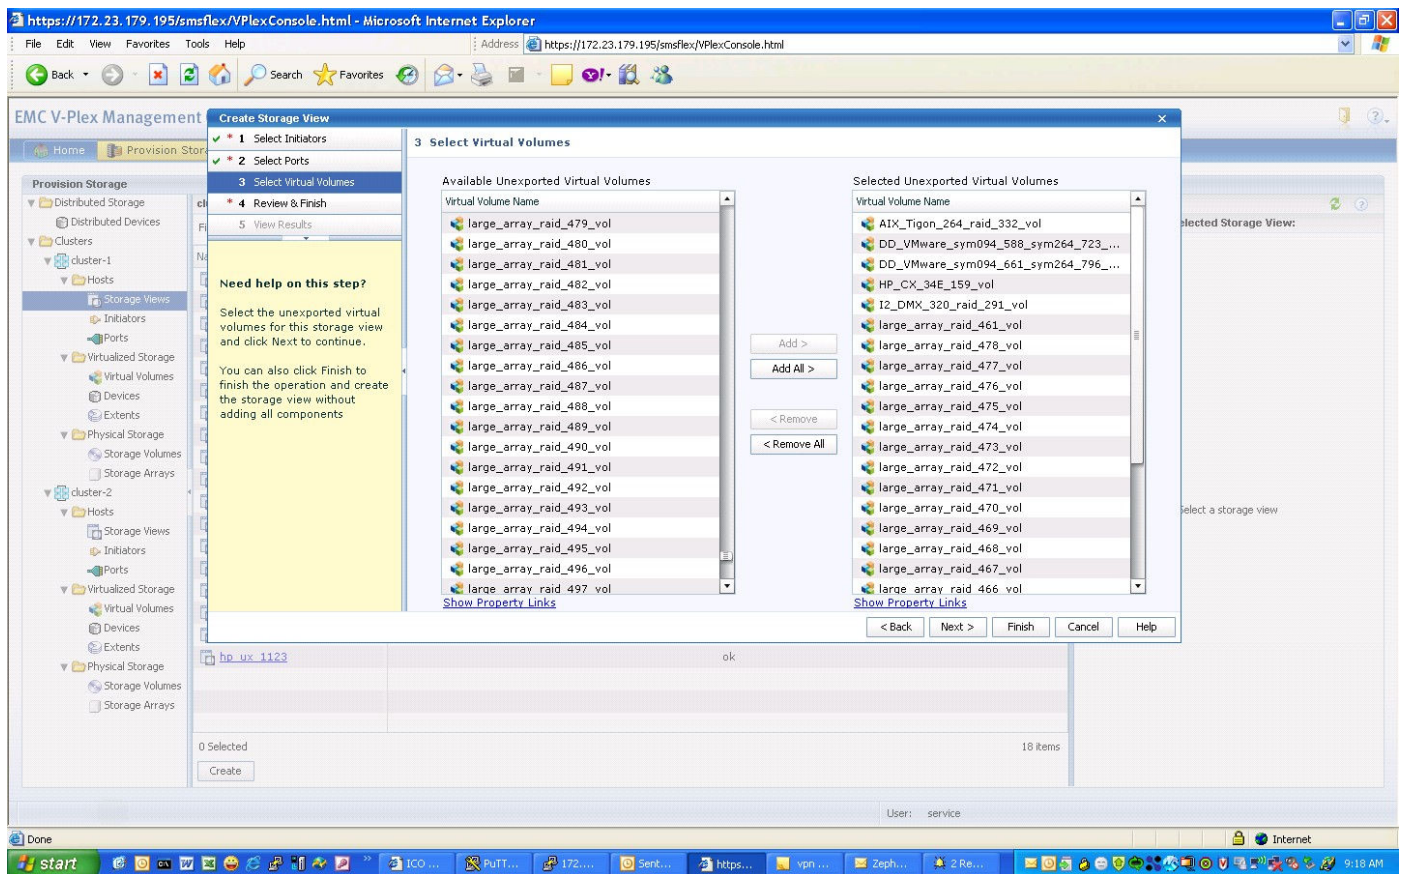 https://172.23.179.195/smsflex/VPlexConsole.html - Microsoft Internet Explorer
File Edit View Favorites Tools Help
Address https://172.23.179.195/smsflex/VPlexConsole.html
Back Search Favorites
EMC V-Plex Management
Home Provision Stor
Provision Storage
Distributed Storage
Distributed Devices
Clusters
cluster-1
Hosts
Storage Views
Initiators
Ports
Virtualized Storage
Virtual Volumes
Devices
Extents
Physical Storage
Storage Volumes
Storage Arrays
cluster-2
Hosts
Storage Views
Initiators
Ports
Virtualized Storage
Virtual Volumes
Devices
Extents
Physical Storage
Storage Volumes
Storage Arrays
Create Storage View
* 1 Select Initiators
* 2 Select Ports
3 Select Virtual Volumes
* 4 Review & Finish
5 View Results
Need help on this step?
Select the unexported virtual
volumes for this storage view
and click Next to continue.
You can also click Finish to
finish the operation and create
the storage view without
adding all components
3 Select Virtual Volumes
Available Unexported Virtual Volumes
Virtual Volume Name
large_array_raid_479_vol
large_array_raid_480_vol
large_array_raid_481_vol
large_array_raid_482_vol
large_array_raid_483_vol
large_array_raid_484_vol
large_array_raid_485_vol
large_array_raid_486_vol
large_array_raid_487_vol
large_array_raid_488_vol
large_array_raid_489_vol
large_array_raid_490_vol
large_array_raid_491_vol
large_array_raid_492_vol
large_array_raid_493_vol
large_array_raid_494_vol
large_array_raid_495_vol
large_array_raid_496_vol
large_array_raid_497_vol
Show Property Links
Add >
Add All >
< Remove
< Remove All
Selected Unexported Virtual Volumes
Virtual Volume Name
AIX_Tigon_264_raid_332_vol
DD_VMware_sym094_588_sym264_723_...
DD_VMware_sym094_661_sym264_796_...
HP_CX_34E_159_vol
I2_DMX_320_raid_291_vol
large_array_raid_461_vol
large_array_raid_478_vol
large_array_raid_477_vol
large_array_raid_476_vol
large_array_raid_475_vol
large_array_raid_474_vol
large_array_raid_473_vol
large_array_raid_472_vol
large_array_raid_471_vol
large_array_raid_470_vol
large_array_raid_469_vol
large_array_raid_468_vol
large_array_raid_467_vol
large_array_raid_466_vol
Show Property Links
< Back Next > Finish Cancel Help
elected Storage View:
elect a storage view
hp_ux_1123 ok
0 Selected 18 items
Create
User: service
Done Internet
start ICO ... PuTT... 172.... Sent... https... vpn ... Zeph... 2 Re... 9:18 AM